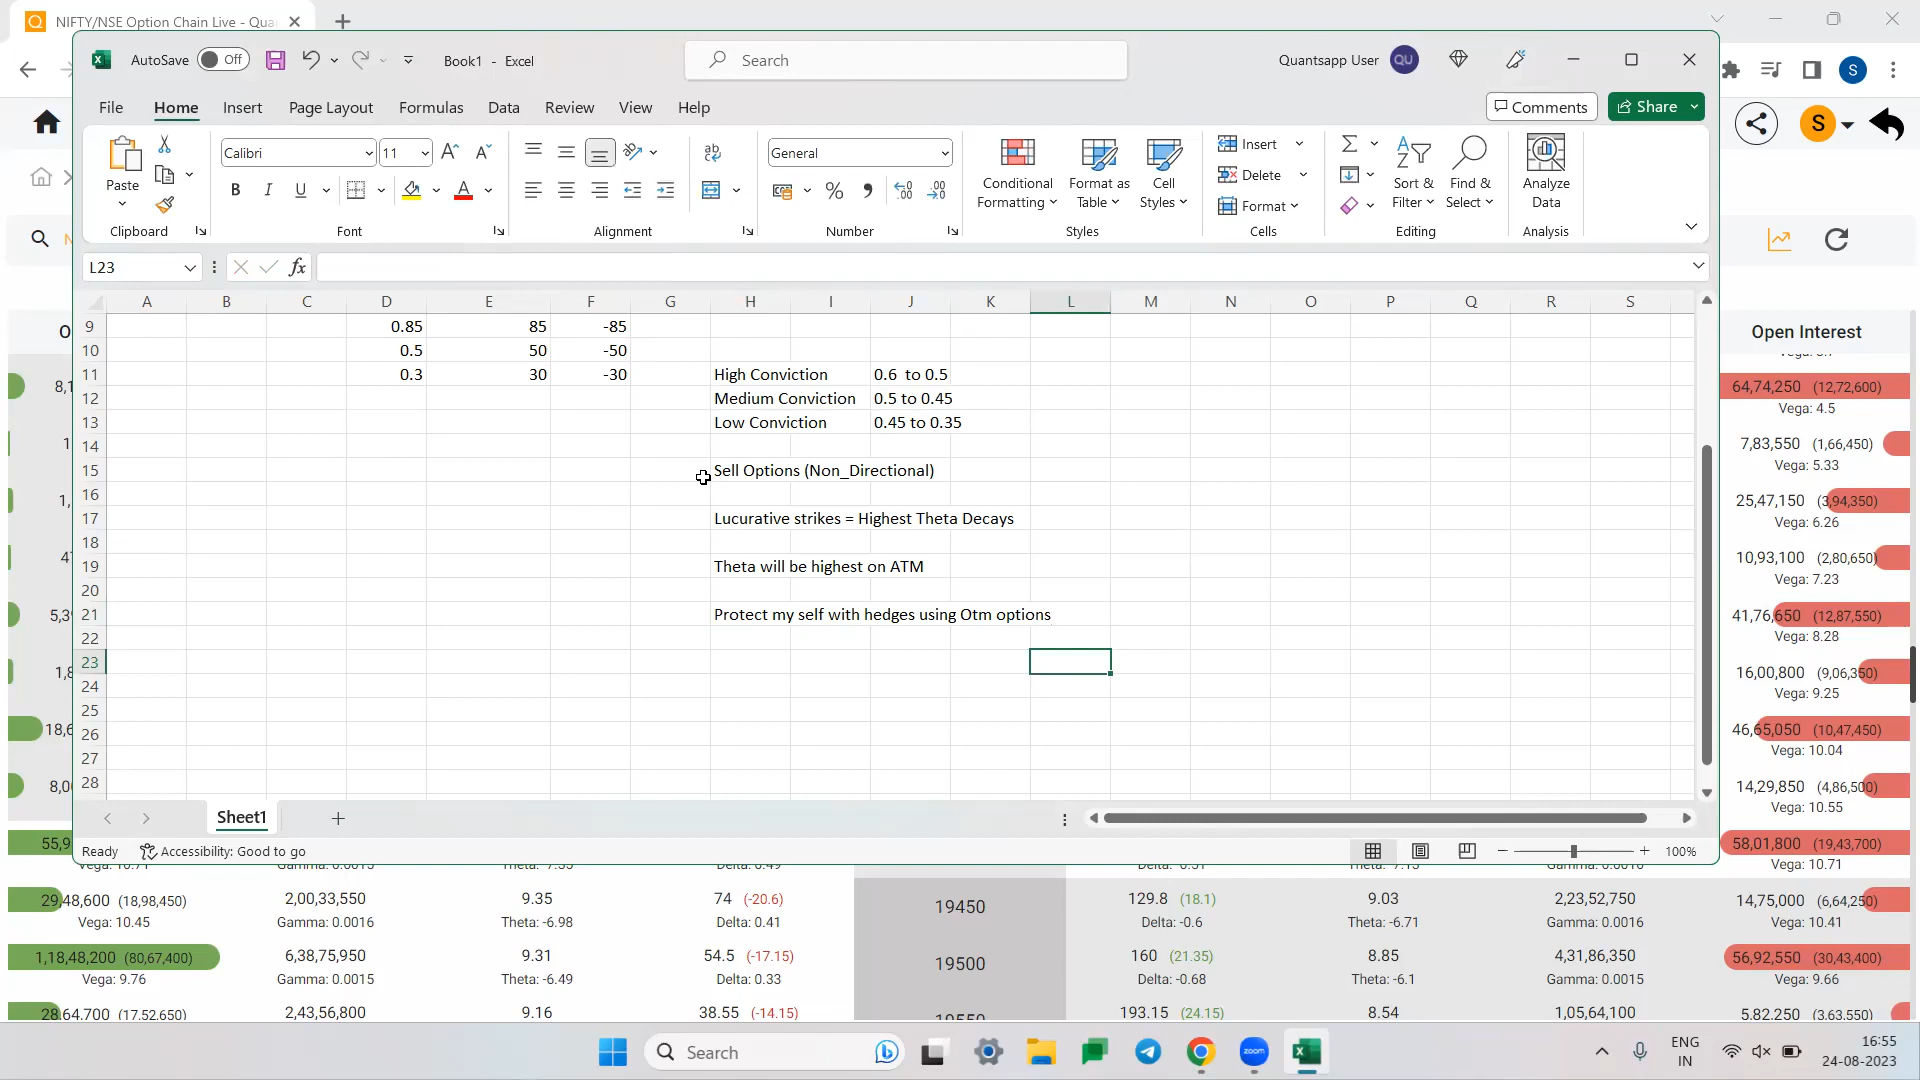 NIFTY/NSE Option Chain Live - Qua
AutoSave Off Book1 - Excel Search Quantsapp User QU
S
File Home Insert Page Layout Formulas Data Review View Help Comments Share
S
Paste Calibri 11 General Conditional Formatting Format as Table Cell Styles Insert Delete Format Sort & Filter Find & Select Analyze Data
Clipboard Font Alignment Number Styles Cells Editing Analysis
L23 fx
A B C D E F G H I J K L M N O P Q R S
9 0.85 85 -85
10 0.5 50 -50
11 0.3 30 -30 High Conviction 0.6 to 0.5
12 Medium Conviction 0.5 to 0.45
13 Low Conviction 0.45 to 0.35
14
15 Sell Options (Non_Directional)
16
17 Lucurative strikes = Highest Theta Decays
18
19 Theta will be highest on ATM
20
21 Protect my self with hedges using Otm options
22
23
24
25
26
27
28
Sheet1
Ready Accessibility: Good to go 100%
Open Interest
64,74,250 (12,72,600)
Vega: 4.5
7,83,550 (1,66,450)
Vega: 5.33
25,47,150 (3,94,350)
Vega: 6.26
10,93,100 (2,80,650)
Vega: 7.23
41,76,650 (12,87,550)
Vega: 8.28
16,00,800 (9,06,350)
Vega: 9.25
46,65,050 (10,47,450)
Vega: 10.04
14,29,850 (4,86,500)
Vega: 10.55
58,01,800 (19,43,700)
Vega: 10.71
29,48,600 (18,98,450) 2,00,33,550 9.35 74 (-20.6) 19450 129.8 (18.1) 9.03 2,23,52,750 14,75,000 (6,64,250)
Vega: 10.45 Gamma: 0.0016 Theta: -6.98 Delta: 0.41 Delta: -0.6 Theta: -6.71 Gamma: 0.0016 Vega: 10.41
1,18,48,200 (80,67,400) 6,38,75,950 9.31 54.5 (-17.15) 19500 160 (21.35) 8.85 4,31,86,350 56,92,550 (30,43,400)
Vega: 9.76 Gamma: 0.0015 Theta: -6.49 Delta: 0.33 Delta: -0.68 Theta: -6.1 Gamma: 0.0015 Vega: 9.66
28,64,700 (17,52,650) 2,43,56,800 9.16 38.55 (-14.15) 19550 193.15 (24.15) 8.54 1,05,64,100 5,82,250 (3,63,550)
Search zoom ENG IN 16:55
24-08-2023